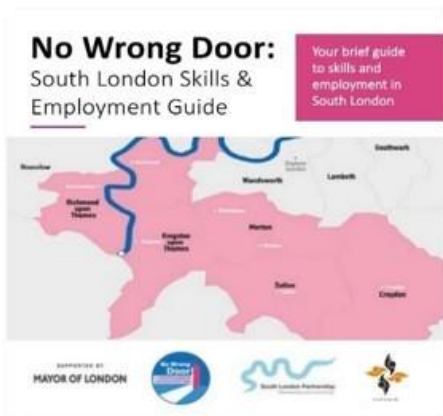 No Wrong Door:
South London Skills &
Employment Guide
Your brief guide
to skills and
employment in
South London
Hounslow
Richmond
upon
Thames
Kingston
upon
Thames
Wandsworth
Lambeth
Southwark
Merton
Sutton
Croydon
SUPPORTED BY
MAYOR OF LONDON
No Wrong
Door
South London Partnership